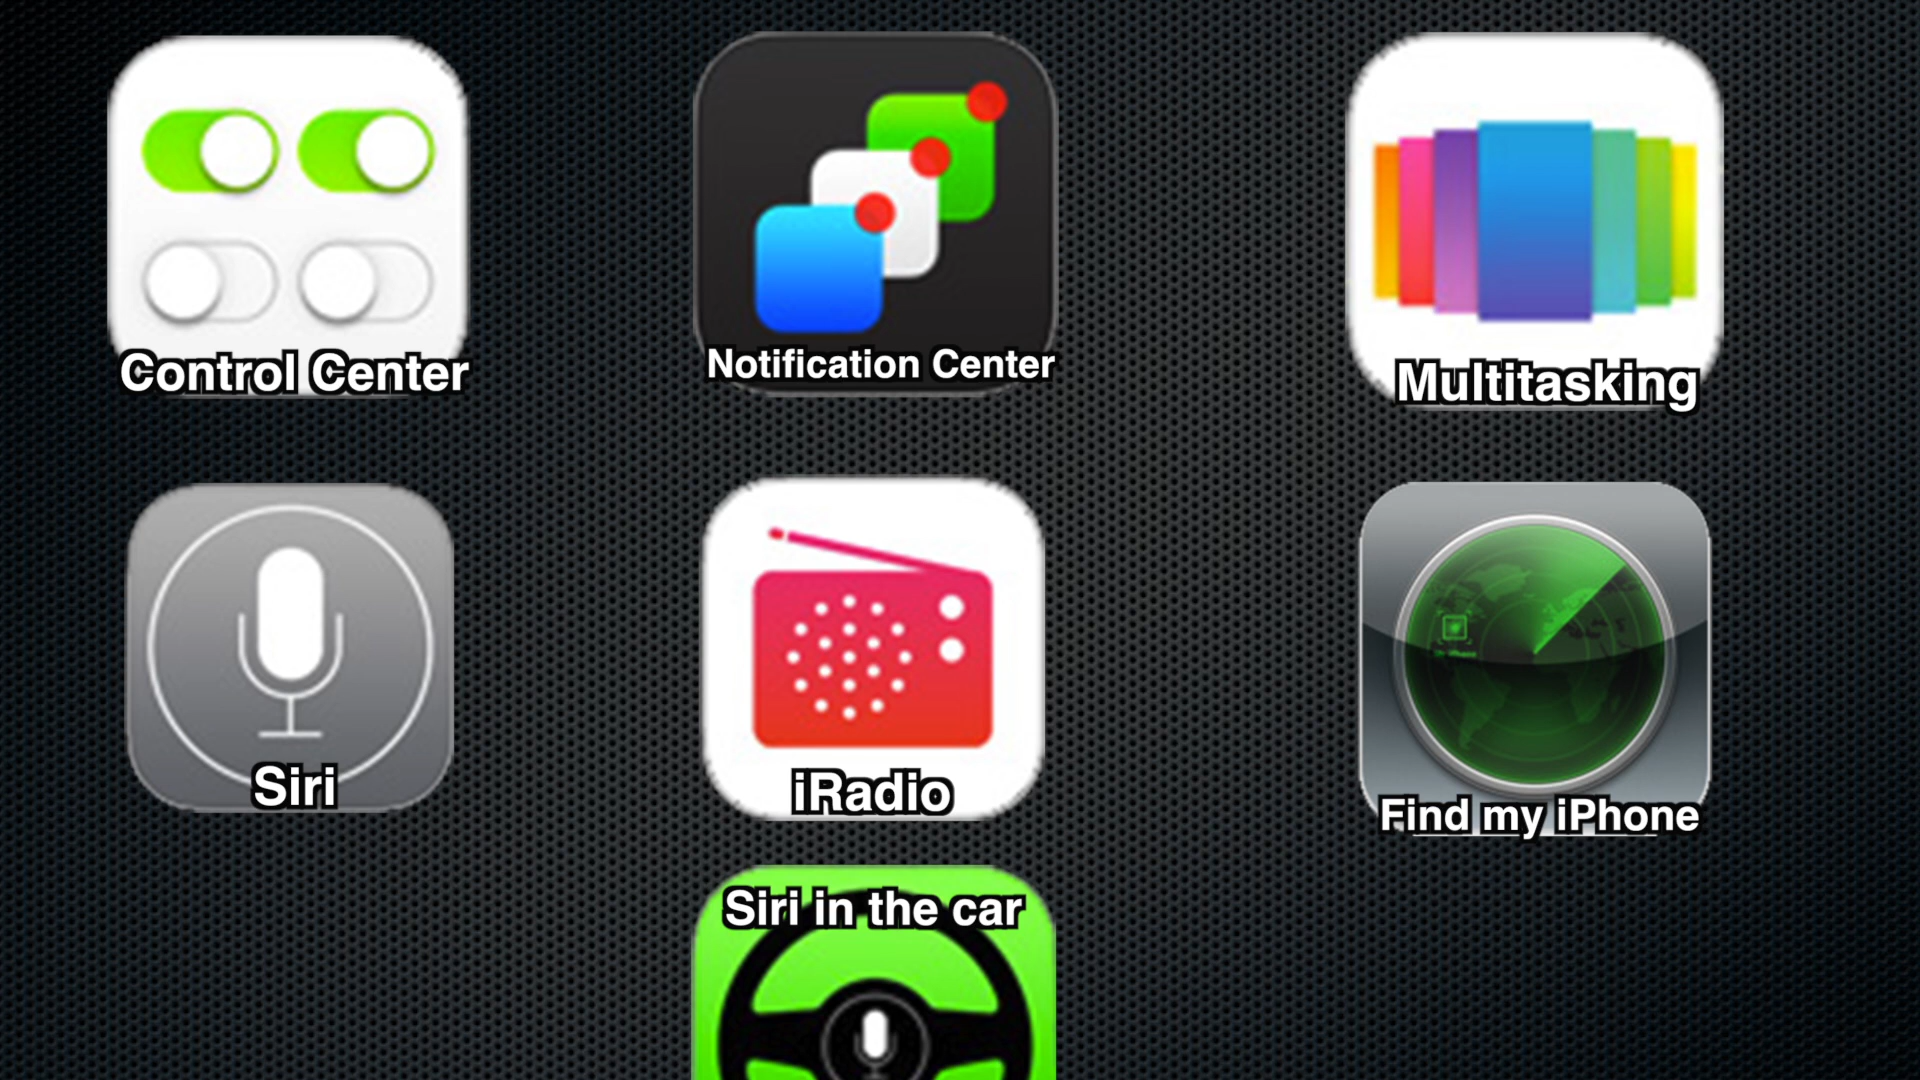 Control Center
Notification Center
Multitasking
Siri
iRadio
Find my iPhone
Siri in the car